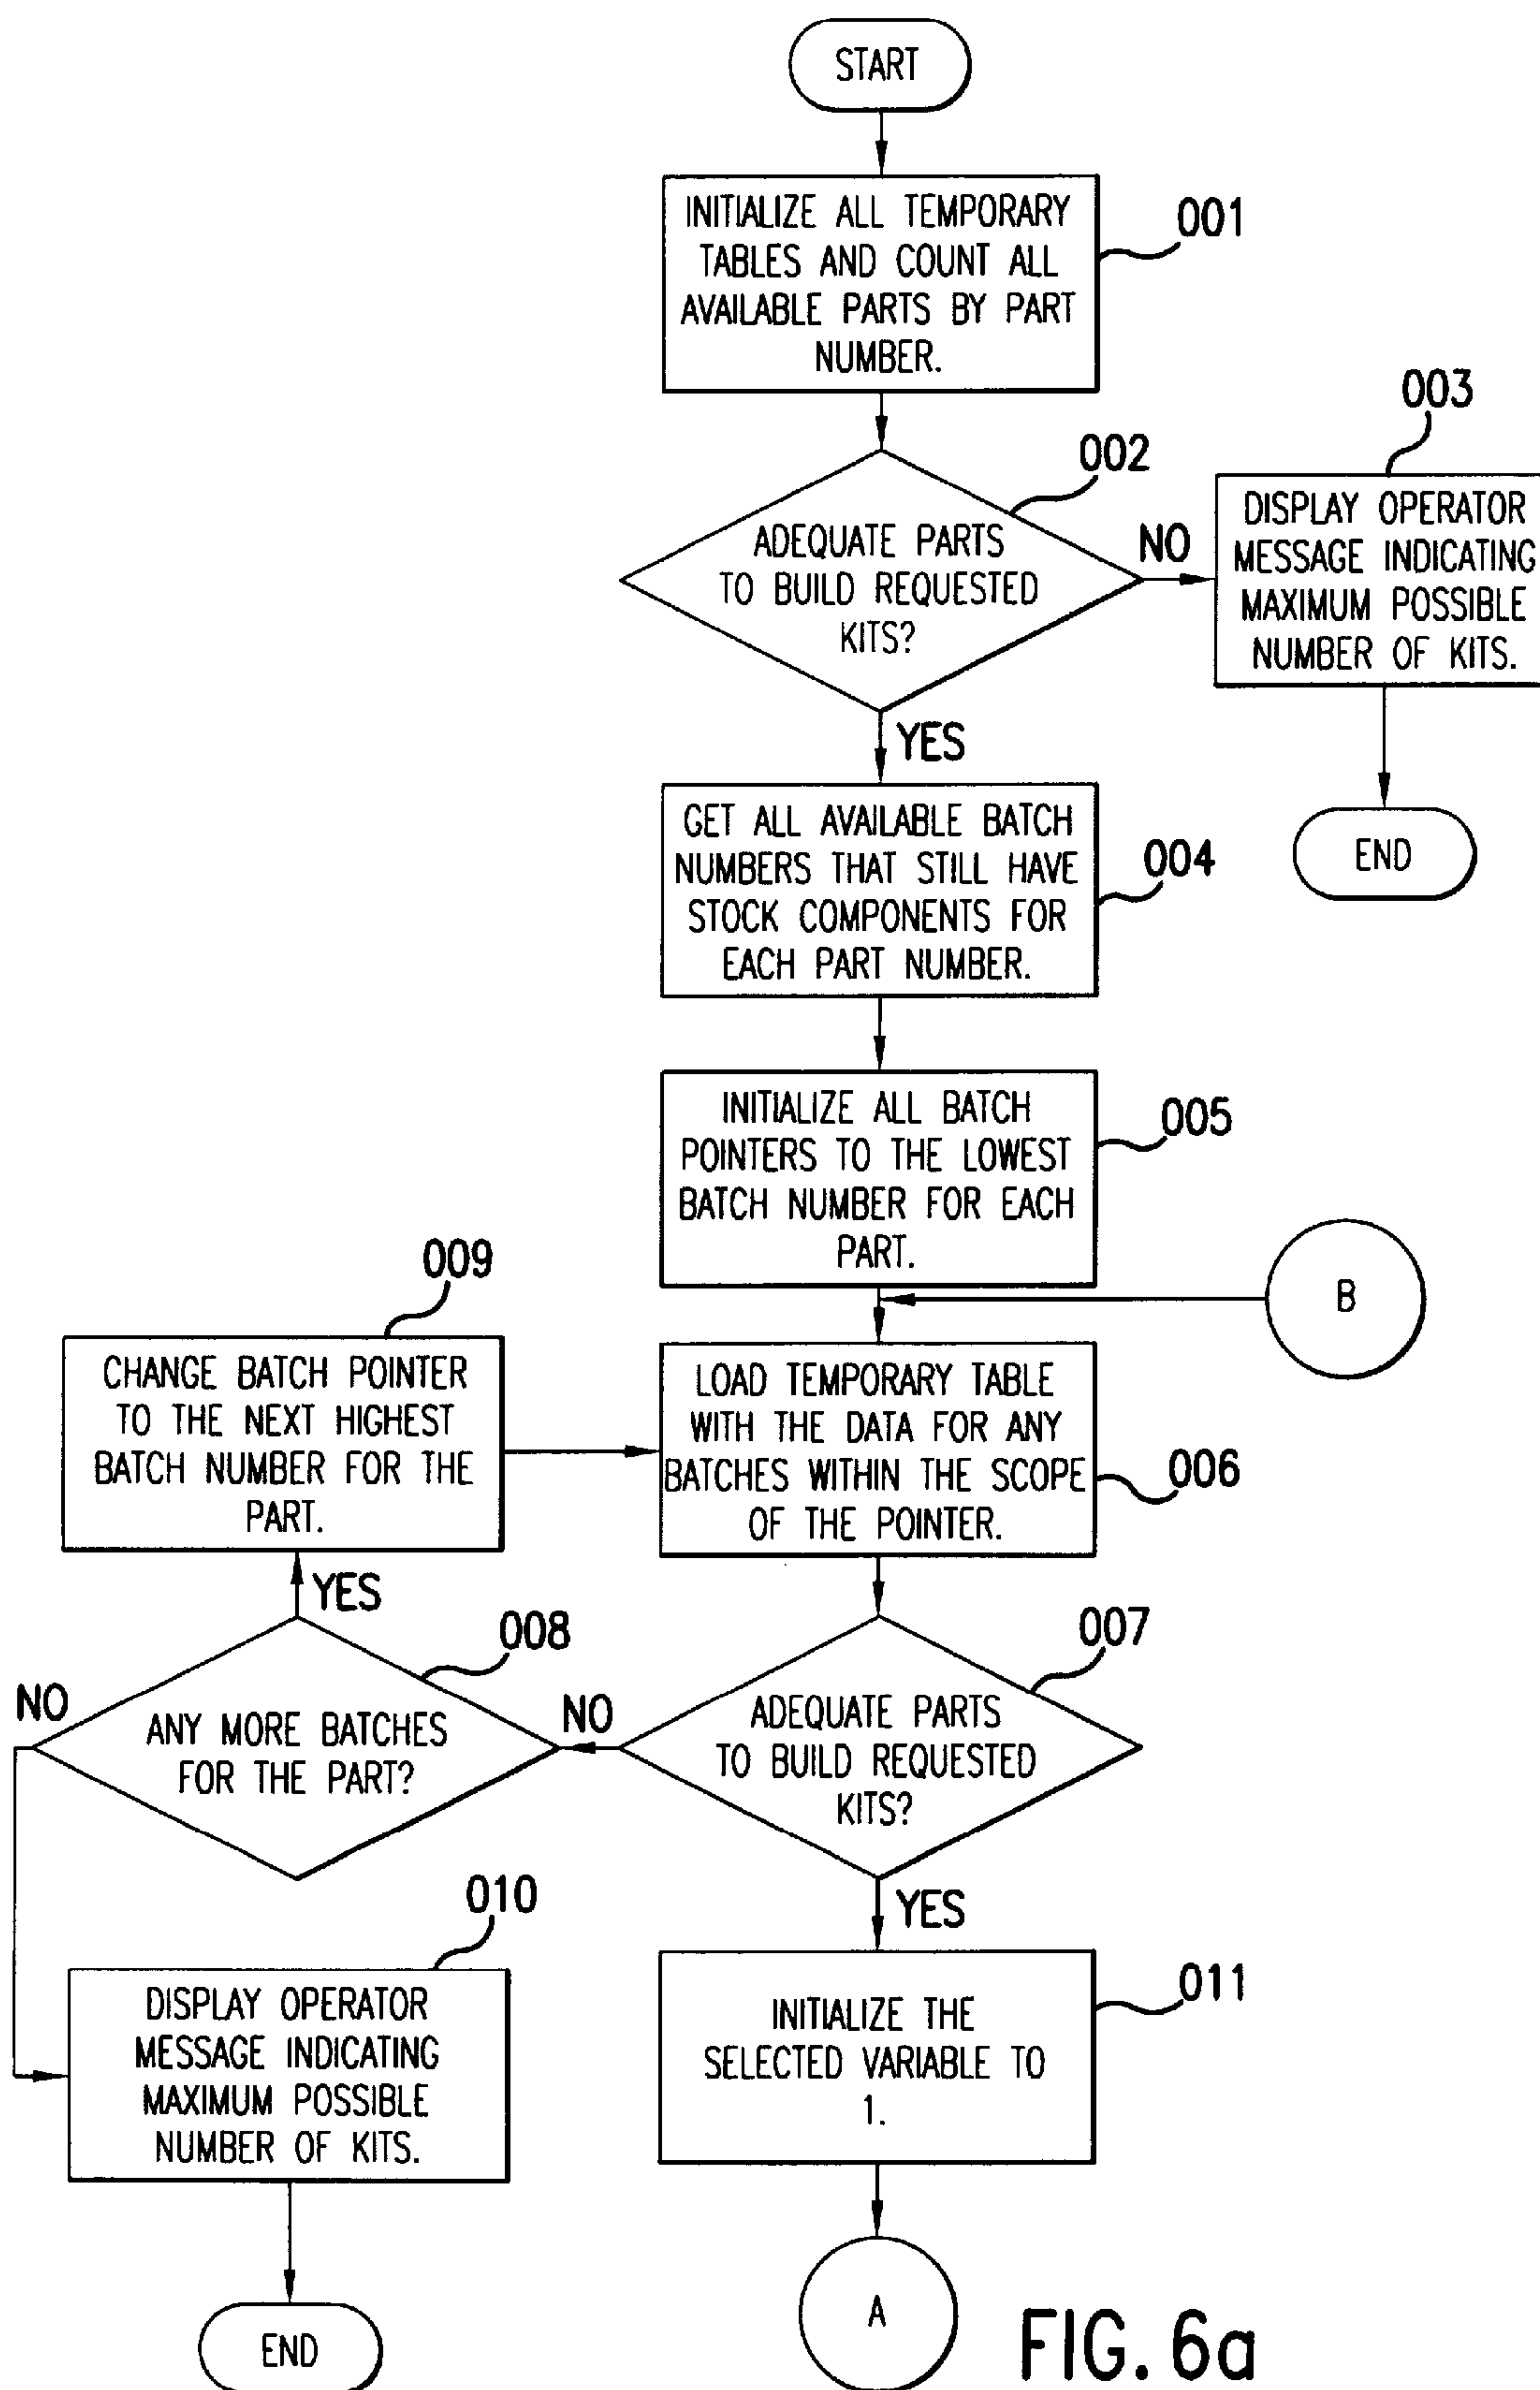 START
INITIALIZE ALL TEMPORARY
TABLES AND COUNT ALL
AVAILABLE PARTS BY PART
NUMBER.
001
002
ADEQUATE PARTS
TO BUILD REQUESTED
KITS?
NO
003
DISPLAY OPERATOR
MESSAGE INDICATING
MAXIMUM POSSIBLE
NUMBER OF KITS.
END
YES
GET ALL AVAILABLE BATCH
NUMBERS THAT STILL HAVE
STOCK COMPONENTS FOR
EACH PART NUMBER.
004
INITIALIZE ALL BATCH
POINTERS TO THE LOWEST
BATCH NUMBER FOR EACH
PART.
005
B
009
CHANGE BATCH POINTER
TO THE NEXT HIGHEST
BATCH NUMBER FOR THE
PART.
LOAD TEMPORARY TABLE
WITH THE DATA FOR ANY
BATCHES WITHIN THE SCOPE
OF THE POINTER.
006
YES
008
ANY MORE BATCHES
FOR THE PART?
NO
NO
007
ADEQUATE PARTS
TO BUILD REQUESTED
KITS?
YES
010
DISPLAY OPERATOR
MESSAGE INDICATING
MAXIMUM POSSIBLE
NUMBER OF KITS.
END
011
INITIALIZE THE
SELECTED VARIABLE TO
1.
A
FIG. 6a